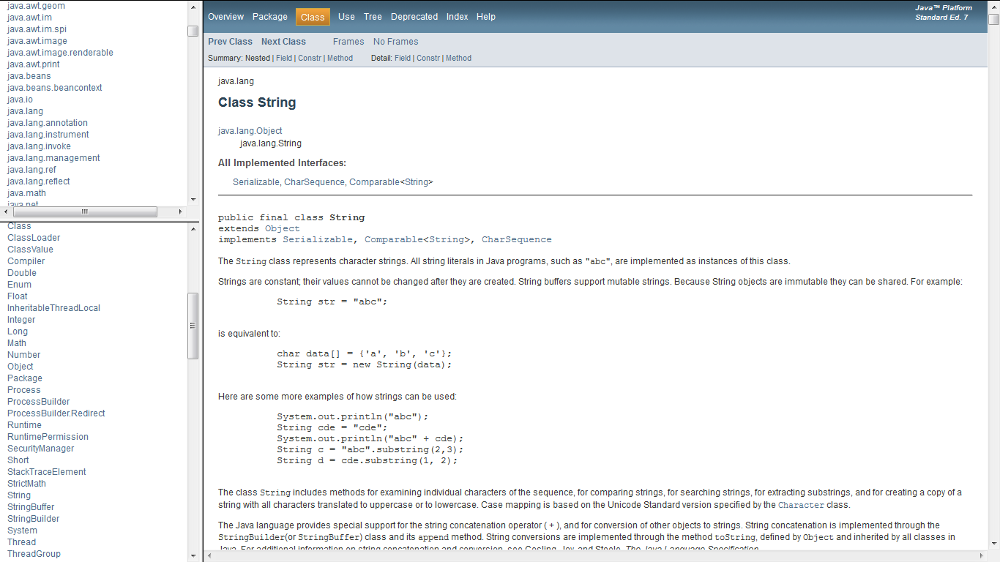 java.awt.geom
java.awt.im
java.awt.im.spi
java.awt.image
java.awt.image.renderable
java.awt.print
java.beans
java.beans.beancontext
java.io
java.lang
java.lang.annotation
java.lang.instrument
java.lang.invoke
java.lang.management
java.lang.ref
java.lang.reflect
java.math
java.net
Class
ClassLoader
ClassValue
Compiler
Double
Enum
Float
InheritableThreadLocal
Integer
Long
Math
Number
Object
Package
Process
ProcessBuilder
ProcessBuilder.Redirect
Runtime
RuntimePermission
SecurityManager
Short
StackTraceElement
StrictMath
String
StringBuffer
StringBuilder
System
Thread
ThreadGroup
Overview Package Class Use Tree Deprecated Index Help
Java™ Platform
Standard Ed. 7
Prev Class Next Class Frames No Frames
Summary: Nested | Field | Constr | Method Detail: Field | Constr | Method
java.lang
Class String
java.lang.Object
java.lang.String
All Implemented Interfaces:
Serializable, CharSequence, Comparable<String>
public final class String
extends Object
implements Serializable, Comparable<String>, CharSequence
The String class represents character strings. All string literals in Java programs, such as "abc", are implemented as instances of this class.
Strings are constant; their values cannot be changed after they are created. String buffers support mutable strings. Because String objects are immutable they can be shared. For example:
String str = "abc";
is equivalent to:
char data[] = {'a', 'b', 'c'};
String str = new String(data);
Here are some more examples of how strings can be used:
System.out.println("abc");
String cde = "cde";
System.out.println("abc" + cde);
String c = "abc".substring(2,3);
String d = cde.substring(1, 2);
The class String includes methods for examining individual characters of the sequence, for comparing strings, for searching strings, for extracting substrings, and for creating a copy of a
string with all characters translated to uppercase or to lowercase. Case mapping is based on the Unicode Standard version specified by the Character class.
The Java language provides special support for the string concatenation operator ( + ), and for conversion of other objects to strings. String concatenation is implemented through the
StringBuilder(or StringBuffer) class and its append method. String conversions are implemented through the method toString, defined by Object and inherited by all classes in
Java. For additional information on string concatenation and conversion, see Gosling, Joy, and Steele, The Java Language Specification.